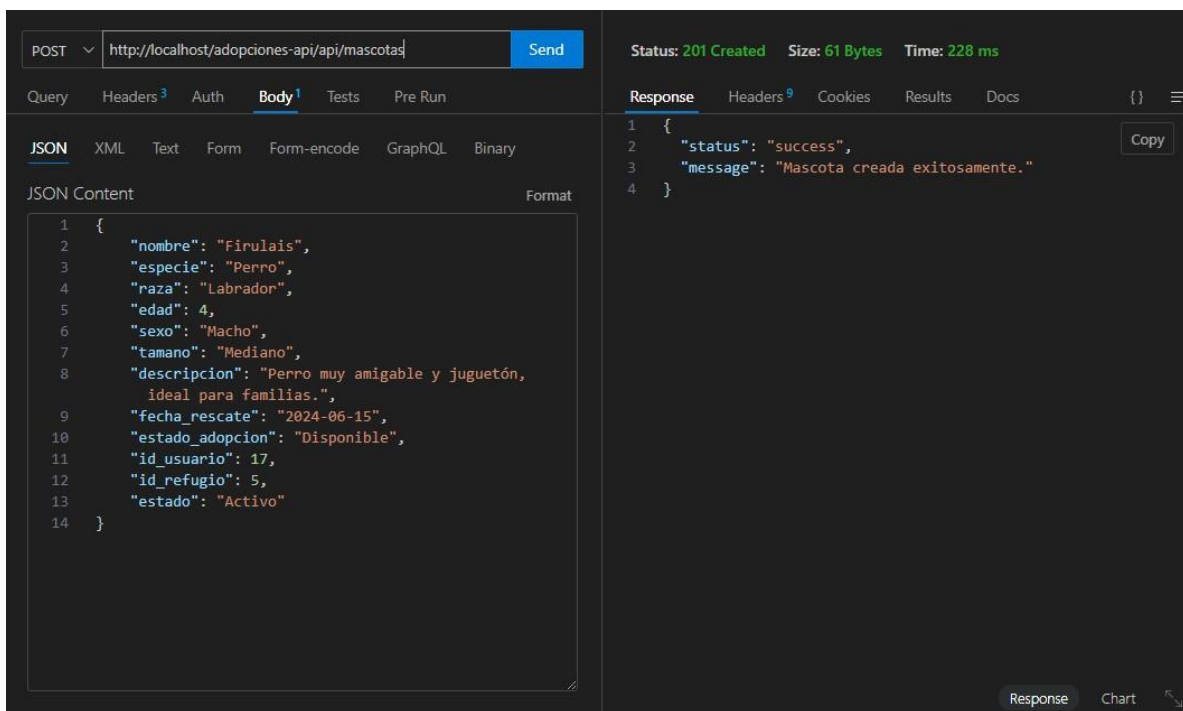 POST http://localhost/adopciones-api/api/mascotas Send
Query Headers 3 Auth Body 1 Tests Pre Run
JSON XML Text Form Form-encode GraphQL Binary
JSON Content Format
1 {
2 "nombre": "Firulais",
3 "especie": "Perro",
4 "raza": "Labrador",
5 "edad": 4,
6 "sexo": "Macho",
7 "tamano": "Mediano",
8 "descripcion": "Perro muy amigable y juguetón,
ideal para familias.",
9 "fecha_rescate": "2024-06-15",
10 "estado_adopcion": "Disponible",
11 "id_usuario": 17,
12 "id_refugio": 5,
13 "estado": "Activo"
14 }
Status: 201 Created Size: 61 Bytes Time: 228 ms
Response Headers 9 Cookies Results Docs {}
1 {
Copy
2 "status": "success",
3 "message": "Mascota creada exitosamente."
4 }
Response Chart